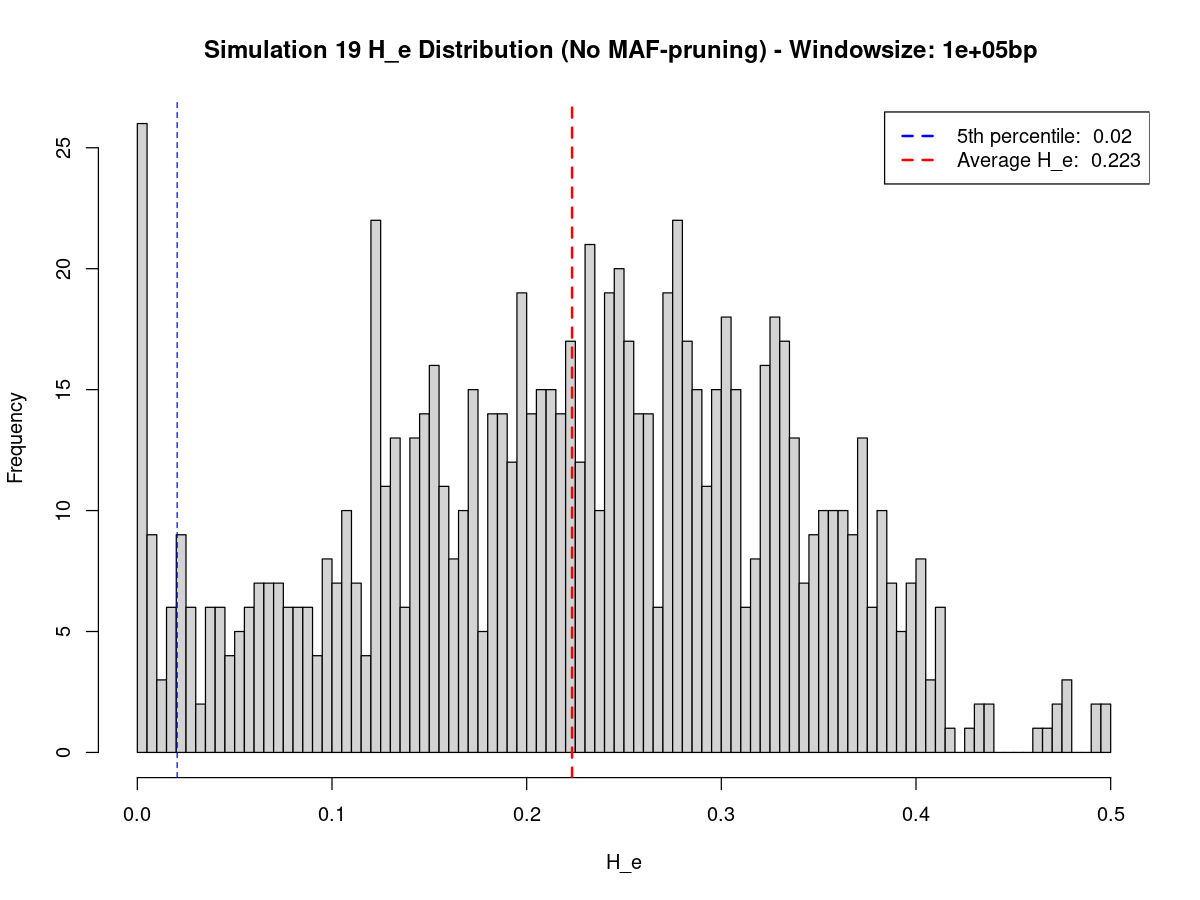 Simulation 19 H_e Distribution (No MAF-pruning) - Windowsize: 1e+05bp
5th percentile:  0.02
Average H_e:  0.223
Frequency
25
20
15
10
5
0
0.0 0.1 0.2 0.3 0.4 0.5
H_e